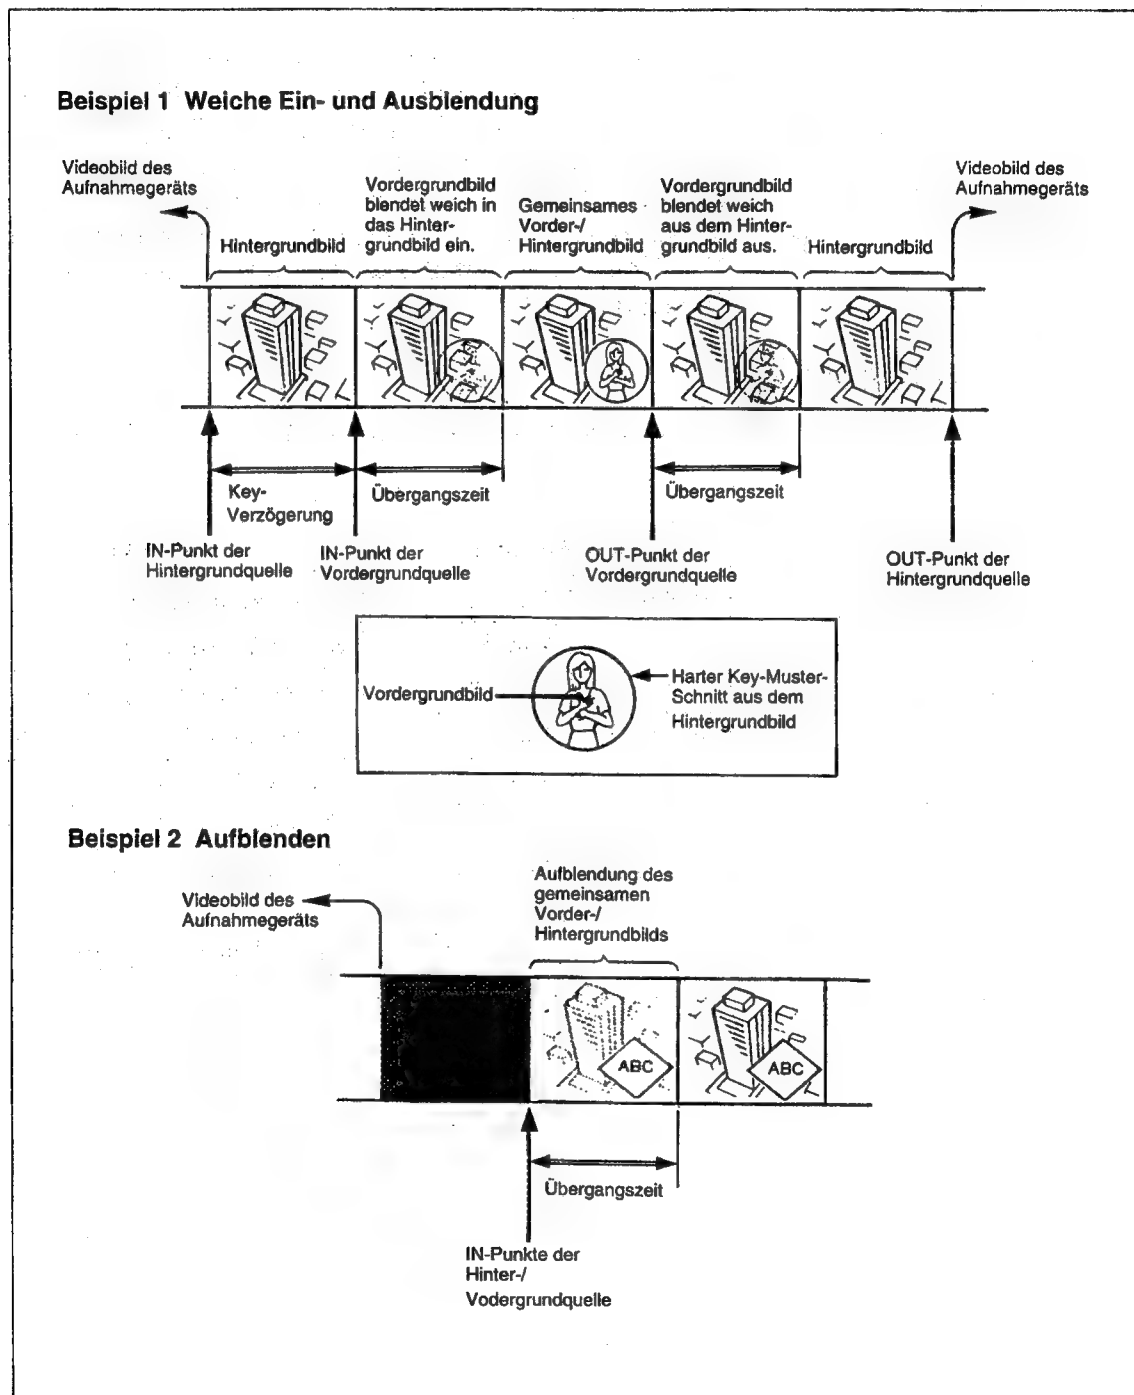 Beispiel 1 Weiche Ein- und Ausblendung
Videobild des
Aufnahmegeräts
Hintergrundbild
Vordergrundbild
blendet weich in
das Hinter-
grundbild ein.
Gemeinsames
Vorder-/
Hintergrundbild
Vordergrundbild
blendet weich
aus dem Hinter-
grundbild aus.
Hintergrundbild
Videobild des
Aufnahmegeräts
Key-
Verzögerung
Übergangszeit
Übergangszeit
IN-Punkt der
Hintergrundquelle
IN-Punkt der
Vordergrundquelle
OUT-Punkt der
Vordergrundquelle
OUT-Punkt der
Hintergrundquelle
Vordergrundbild
Harter Key-Muster-
Schnitt aus dem
Hintergrundbild
Beispiel 2 Aufblenden
Videobild des
Aufnahmegeräts
Aufblendung des
gemeinsamen
Vorder-/
Hintergrundbilds
ABC
ABC
Übergangszeit
IN-Punkte der
Hinter-/
Vodergrundquelle